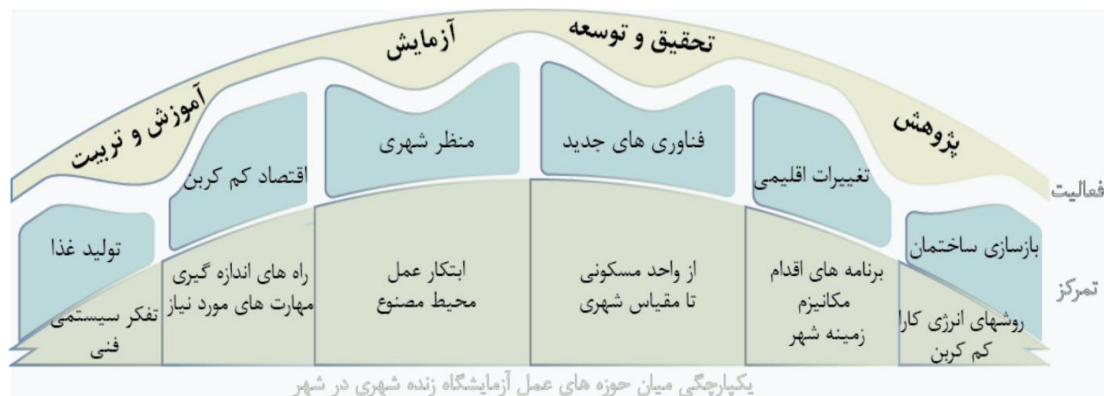 پژوهش
تحقیق و توسعه
آزمایش
آموزش و تربیت
فعالیت
بازسازی ساختمان
تغییرات اقلیمی
فناوری های جدید
منظر شهری
اقتصاد کم کربن
تولید غذا
تمرکز
روشهای انرژی کارا
کم کربن
برنامه های اقدام
مکانیزم
زمینه شهر
از واحد مسکونی
تا مقیاس شهری
ابتکار عمل
محیط مصنوع
راه های اندازه گیری
مهارت های مورد نیاز
تفکر سیستمی
فنی
یکپارچگی میان حوزه های عمل آزمایشگاه زنده شهری در شهر